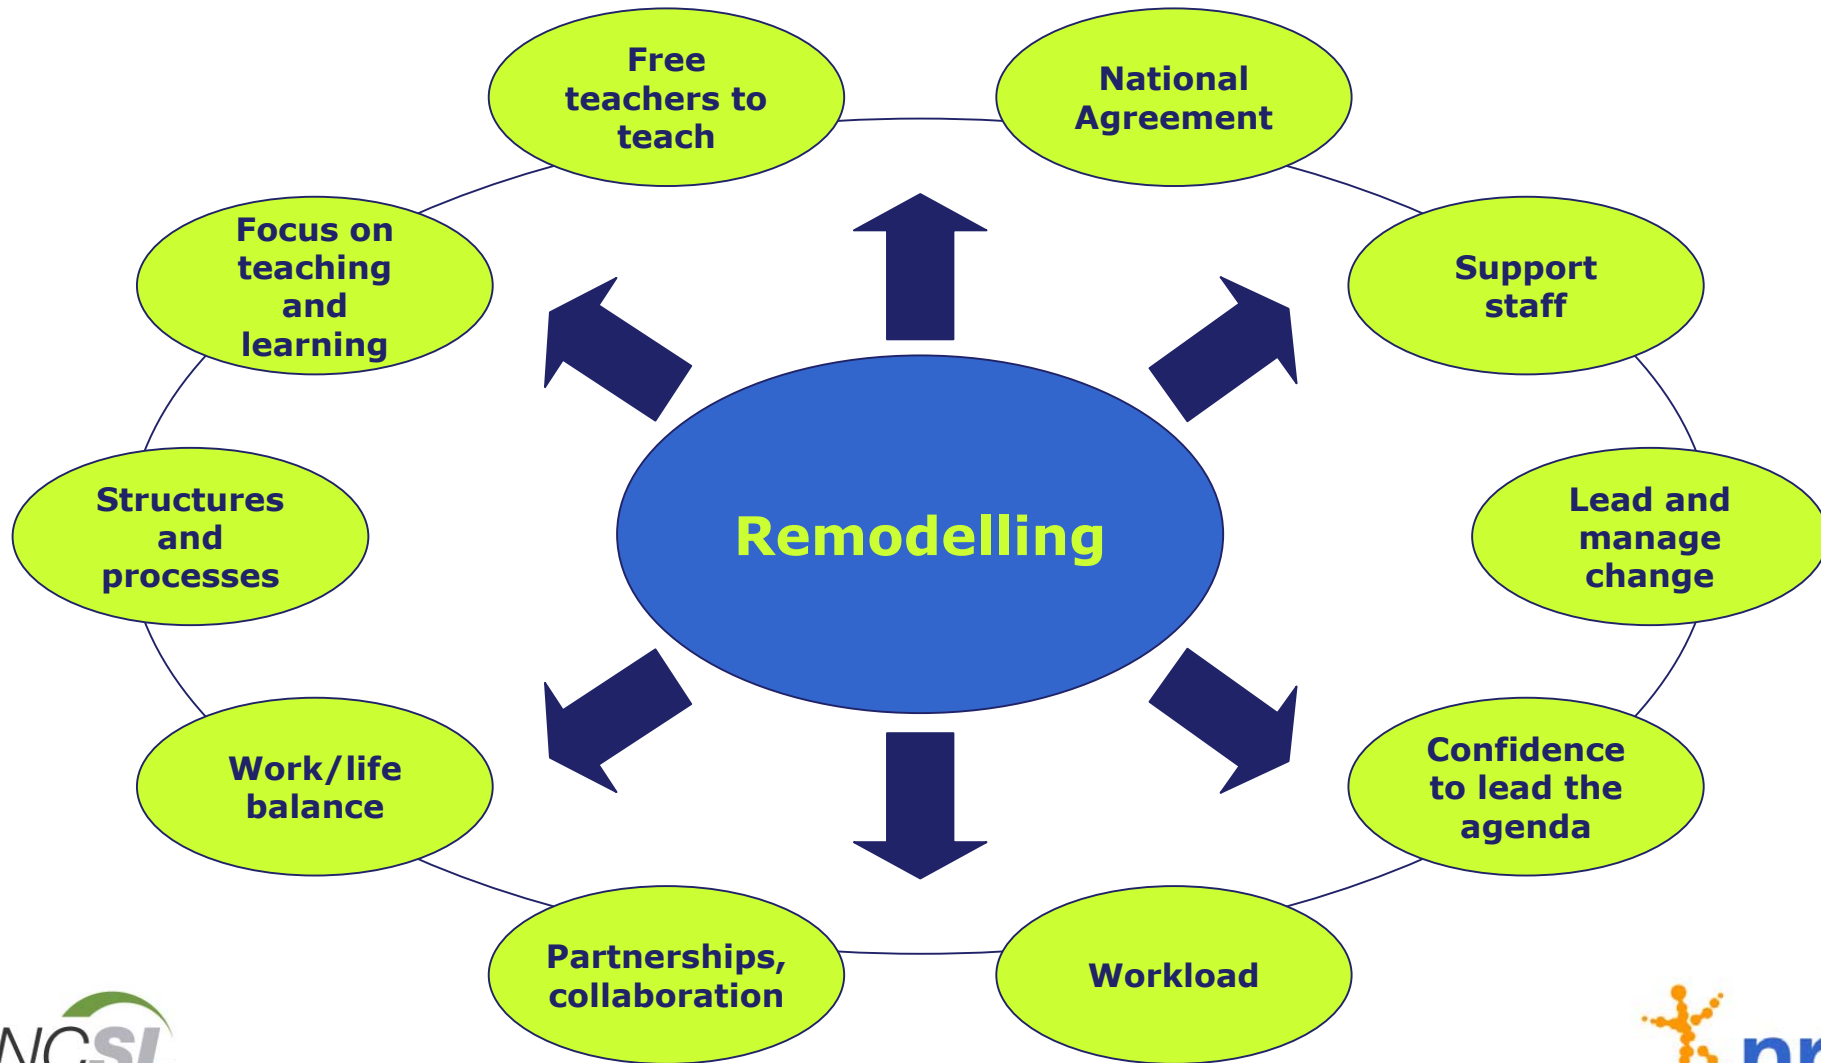 Free
teachers to
teach
National
Agreement
Focus on
teaching
and
learning
Support
staff
Structures
and
processes
Remodelling
Lead and
manage
change
Work/life
balance
Confidence
to lead the
agenda
Partnerships,
collaboration
Workload
NCSL